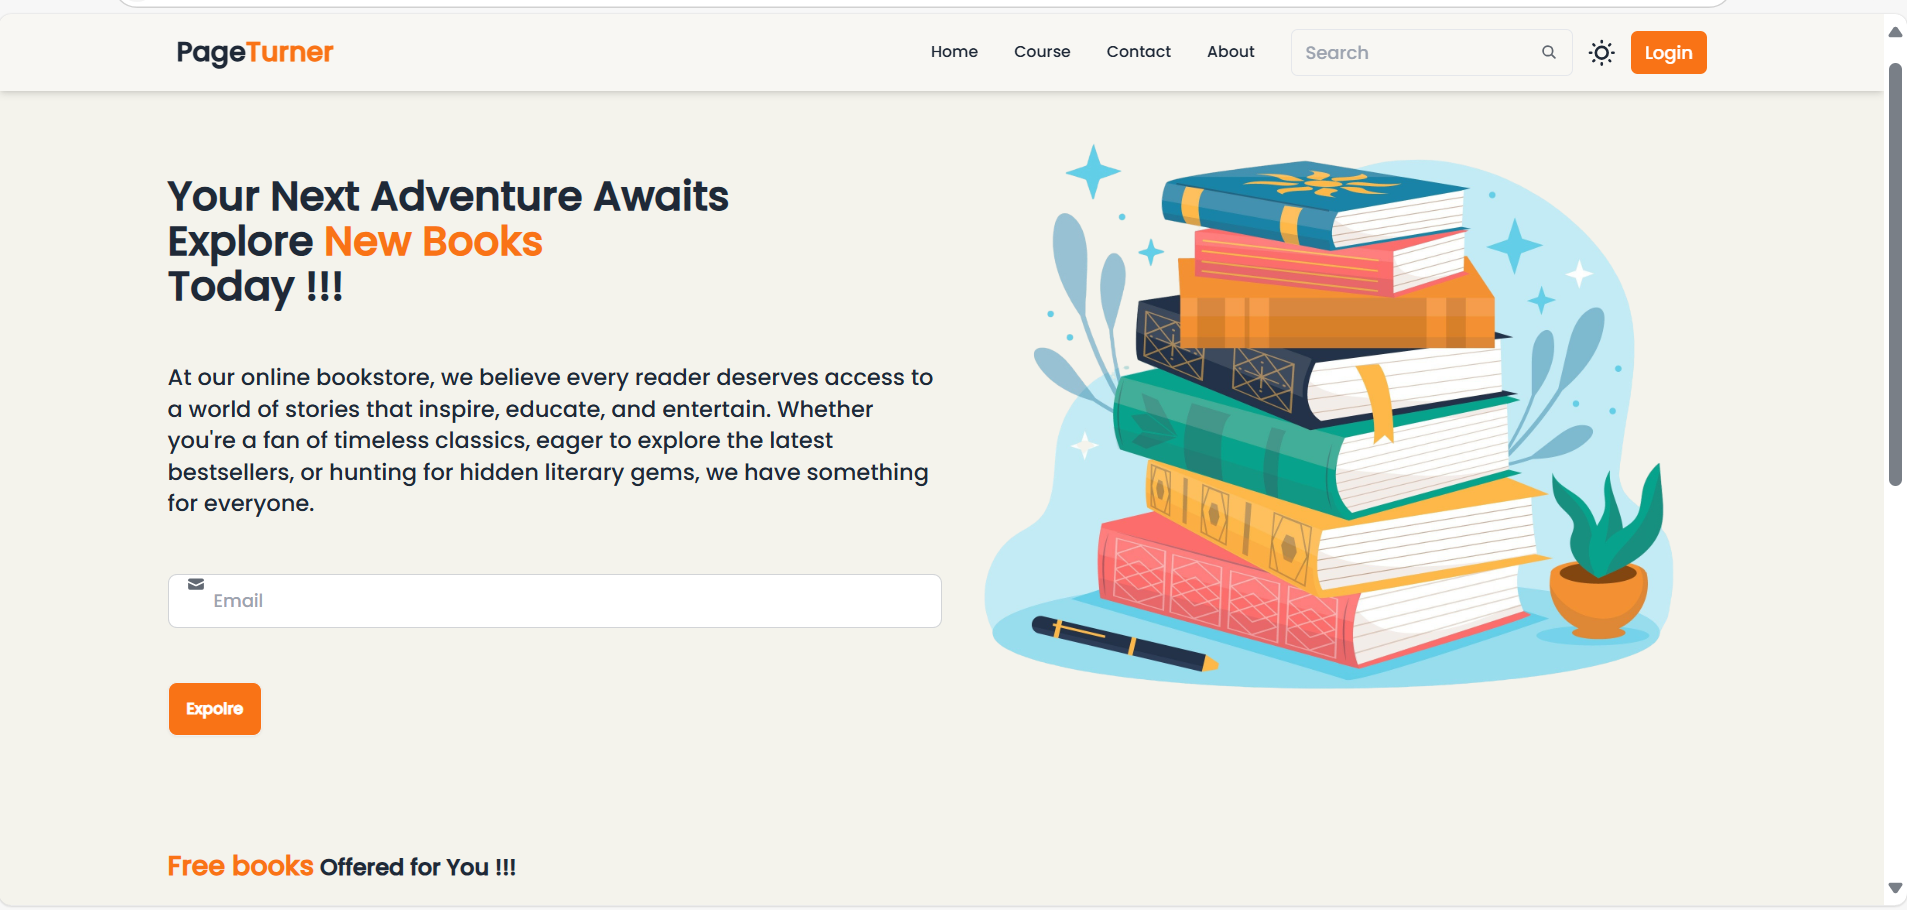 PageTurner
Home Course Contact About Search Login
Your Next Adventure Awaits
Explore New Books
Today !!!
At our online bookstore, we believe every reader deserves access to
a world of stories that inspire, educate, and entertain. Whether
you're a fan of timeless classics, eager to explore the latest
bestsellers, or hunting for hidden literary gems, we have something
for everyone.
Email
Expolre
Free books Offered for You !!!